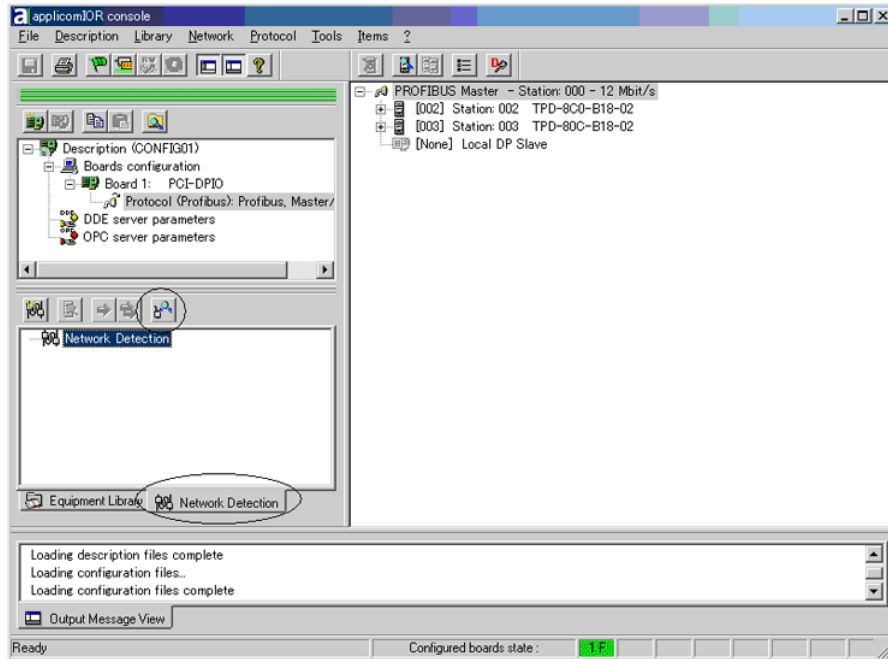 applicomIOR console
File Description Library Network Protocol Tools Items ?
PROFIBUS Master - Station: 000 - 12 Mbit/s
[002] Station: 002 TPD-8C0-B18-02
[003] Station: 003 TPD-80C-B18-02
[None] Local DP Slave
Description (CONFIG01)
Boards configuration
Board 1: PCI-DPIO
Protocol (Profibus): Profibus, Master/
DDE server parameters
OPC server parameters
Network Detection
Equipment Library
Network Detection
Loading description files complete
Loading configuration files...
Loading configuration files complete
Output Message View
Ready
Configured boards state :
1 F